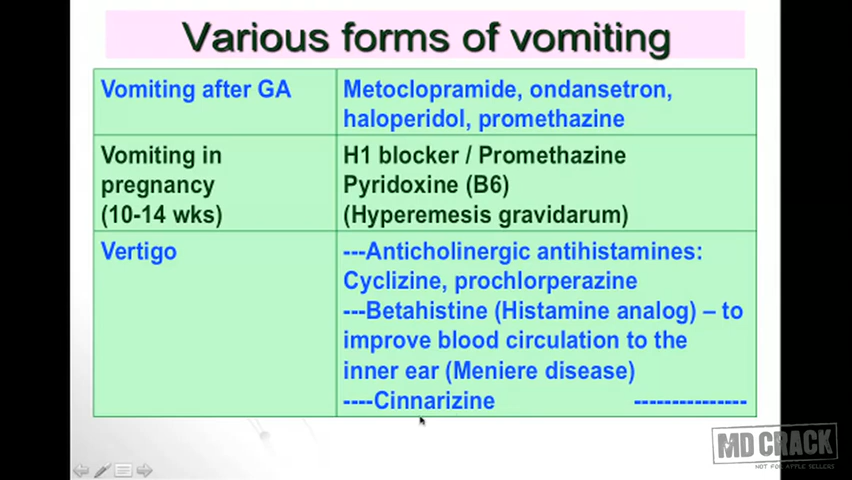 Various forms of vomiting
Vomiting after GA
Metoclopramide, ondansetron,
haloperidol, promethazine
Vomiting in
pregnancy
(10-14 wks)
H1 blocker / Promethazine
Pyridoxine (B6)
(Hyperemesis gravidarum)
Vertigo
---Anticholinergic antihistamines:
Cyclizine, prochlorperazine
---Betahistine (Histamine analog) – to
improve blood circulation to the
inner ear (Meniere disease)
----Cinnarizine ---------------
MD CRACK
NOT FOR APPLE SELLERS